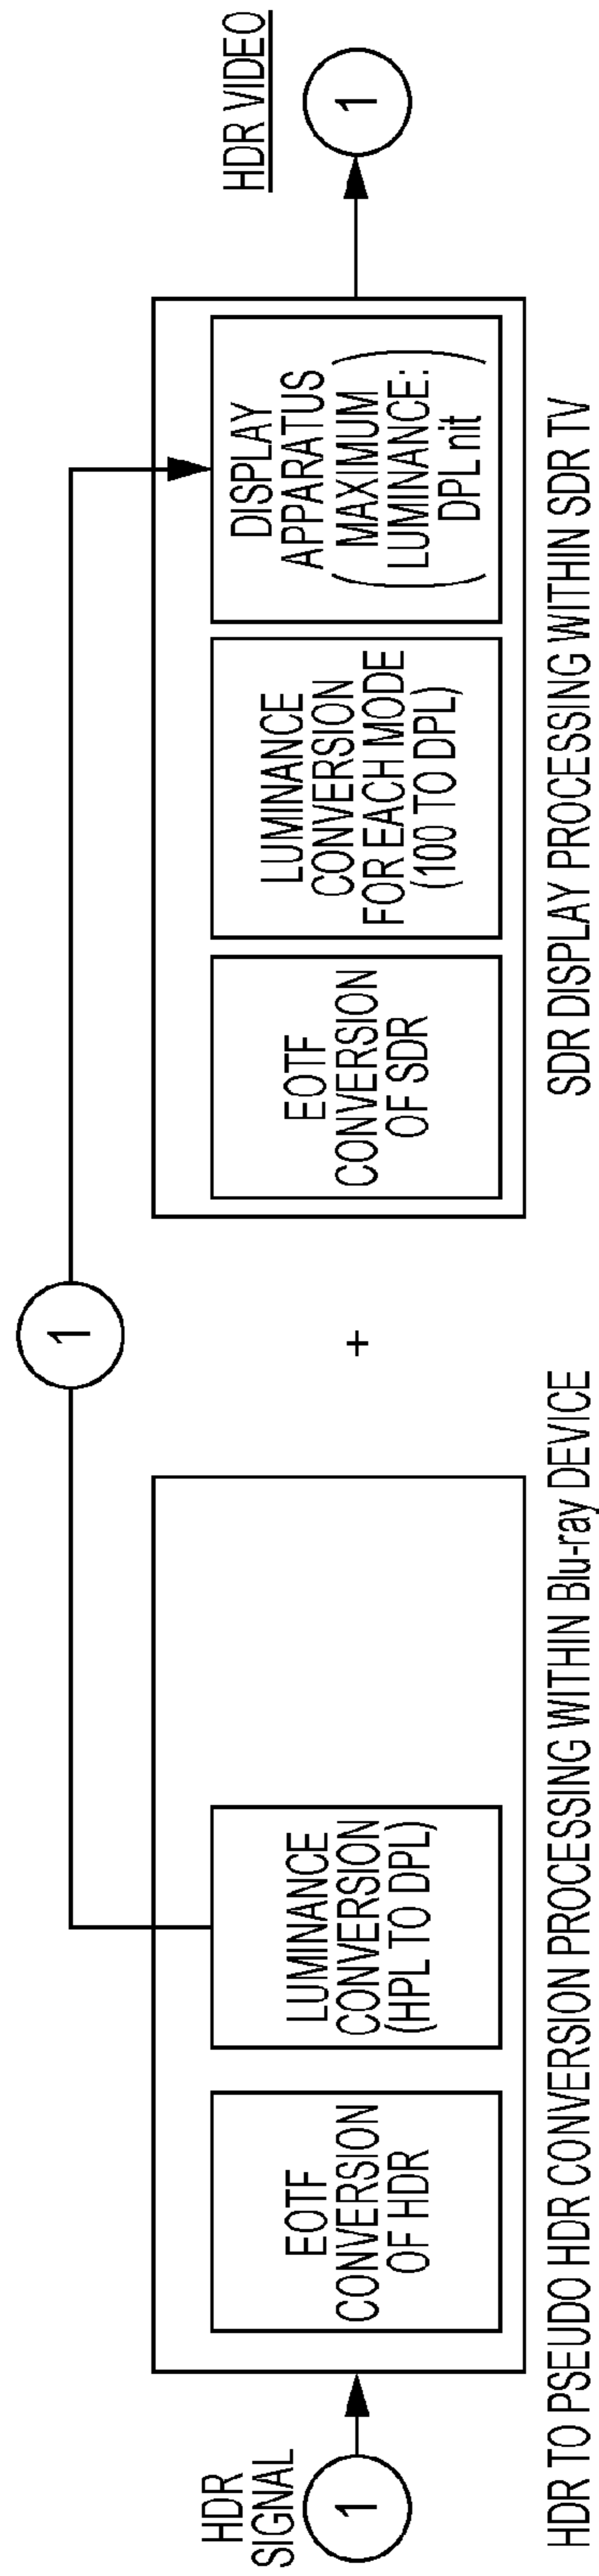 HDR
SIGNAL
1
EOTF
CONVERSION
OF HDR
LUMINANCE
CONVERSION
(HPL TO DPL)
HDR TO PSEUDO HDR CONVERSION PROCESSING WITHIN Blu-ray DEVICE
1
+
EOTF
CONVERSION
OF SDR
LUMINANCE
CONVERSION
FOR EACH MODE
(100 TO DPL)
DISPLAY
APPARATUS
(MAXIMUM
LUMINANCE:
DPL nit)
SDR DISPLAY PROCESSING WITHIN SDR TV
HDR VIDEO
1